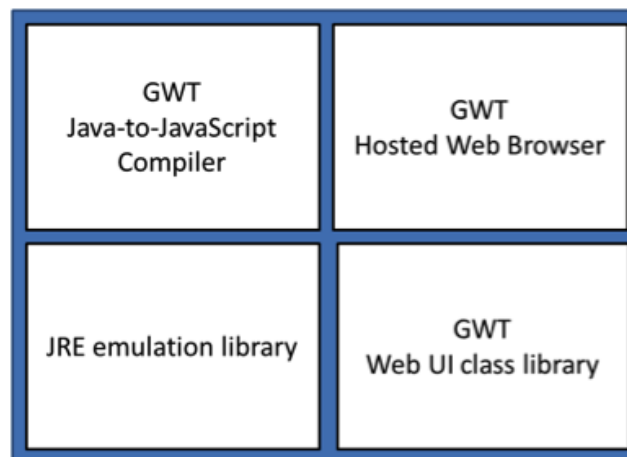 GWT
Java-to-JavaScript
Compiler
GWT
Hosted Web Browser
JRE emulation library
GWT
Web UI class library